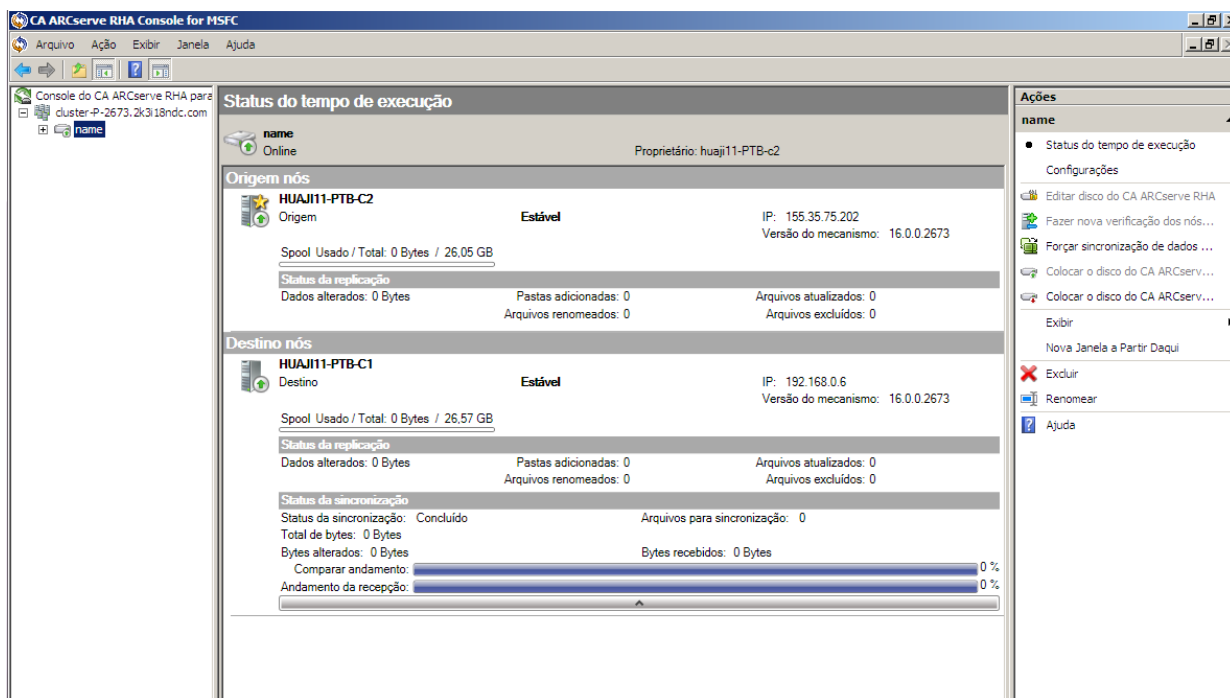 CA ARCserve RHA Console for MSFC
Arquivo Ação Exibir Janela Ajuda
Console do CA ARCserve RHA para
cluster-P-2673.2k3i18ndc.com
name
Status do tempo de execução
name
Online Proprietário: huaji11-PTB-c2
Origem nós
HUAJI11-PTB-C2
Origem Estável IP: 155.35.75.202
Versão do mecanismo: 16.0.0.2673
Spool Usado / Total: 0 Bytes / 26,05 GB
Status da replicação
Dados alterados: 0 Bytes Pastas adicionadas: 0 Arquivos atualizados: 0
Arquivos renomeados: 0 Arquivos excluídos: 0
Destino nós
HUAJI11-PTB-C1
Destino Estável IP: 192.168.0.6
Versão do mecanismo: 16.0.0.2673
Spool Usado / Total: 0 Bytes / 26,57 GB
Status da replicação
Dados alterados: 0 Bytes Pastas adicionadas: 0 Arquivos atualizados: 0
Arquivos renomeados: 0 Arquivos excluídos: 0
Status da sincronização
Status da sincronização: Concluído Arquivos para sincronização: 0
Total de bytes: 0 Bytes
Bytes alterados: 0 Bytes Bytes recebidos: 0 Bytes
Comparar andamento: 0 %
Andamento da recepção: 0 %
Ações
name
Status do tempo de execução
Configurações
Editar disco do CA ARCserve RHA
Fazer nova verificação dos nós...
Forçar sincronização de dados ...
Colocar o disco do CA ARCserv...
Colocar o disco do CA ARCserv...
Exibir
Nova Janela a Partir Daqui
Excluir
Renomear
Ajuda